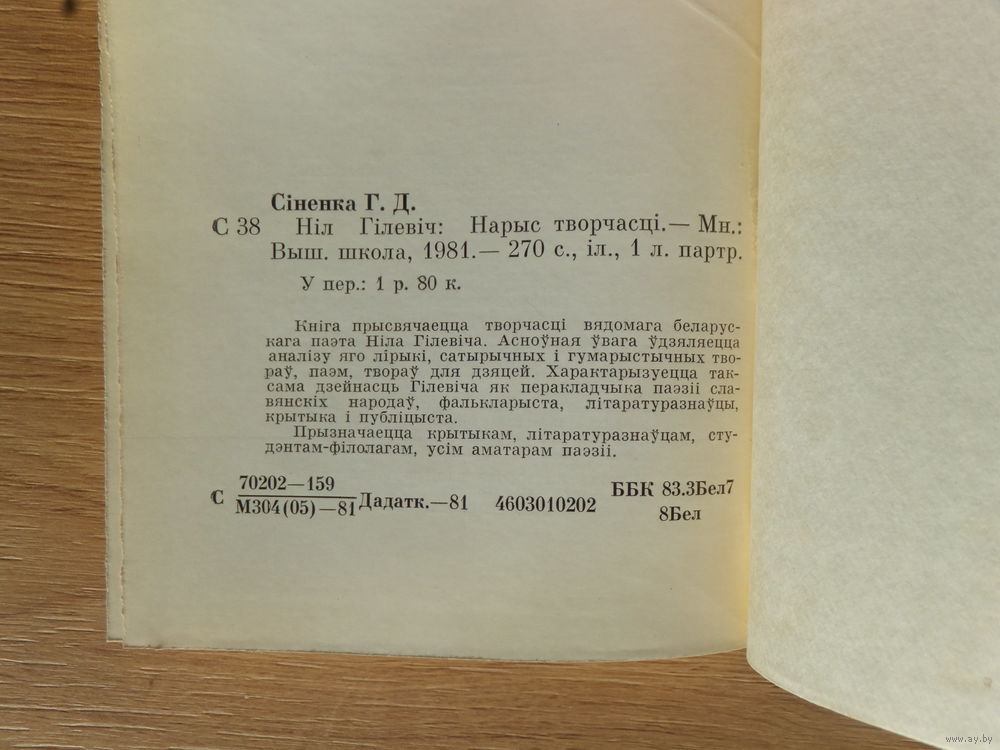 Сіненка Г. Д.
С 38 Ніл Гілевіч: Нарыс творчасці.— Мн.:
Выш. школа, 1981.— 270 с., іл., 1 л. партр.
У пер.: 1 р. 80 к.
Кніга прысвячаецца творчасці вядомага беларус-
кага паэта Ніла Гілевіча. Асноўная ўвага ўдзяляецца
аналізу яго лірыкі, сатырычных і гумарыстычных тво-
раў, паэм, твораў для дзяцей. Характарызуецца так-
сама дзейнасць Гілевіча як перакладчыка паэзіі сла-
вянскіх народаў, фалькларыста, літаратуразнаўцы,
крытыка і публіцыста.
Прызначаецца крытыкам, літаратуразнаўцам, сту-
дэнтам-філолагам, усім аматарам паэзіі.
С 70202—159
М304(05)—81 Дадатк.—81 4603010202 ББК 83.3Бел7
8Бел
www.ay.by